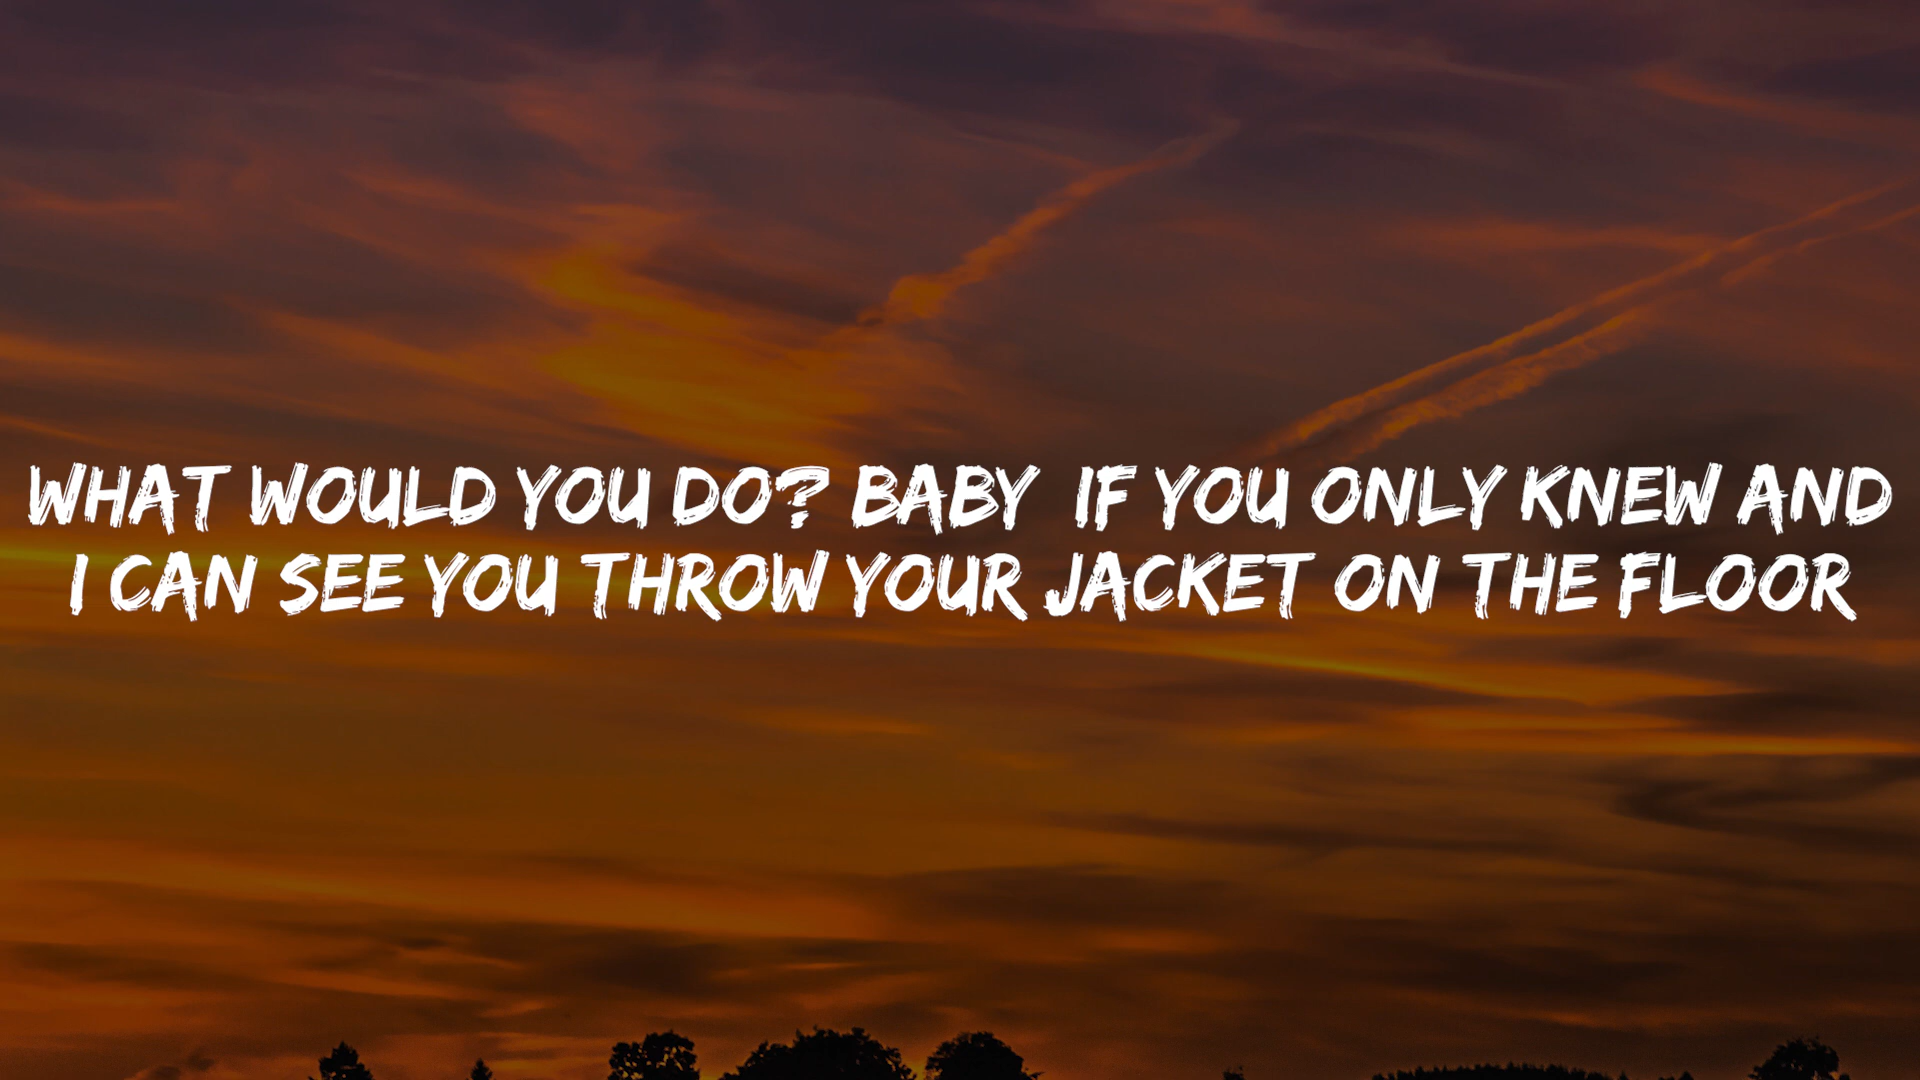 WHAT WOULD YOU DO? BABY IF YOU ONLY KNEW AND
I CAN SEE YOU THROW YOUR JACKET ON THE FLOOR